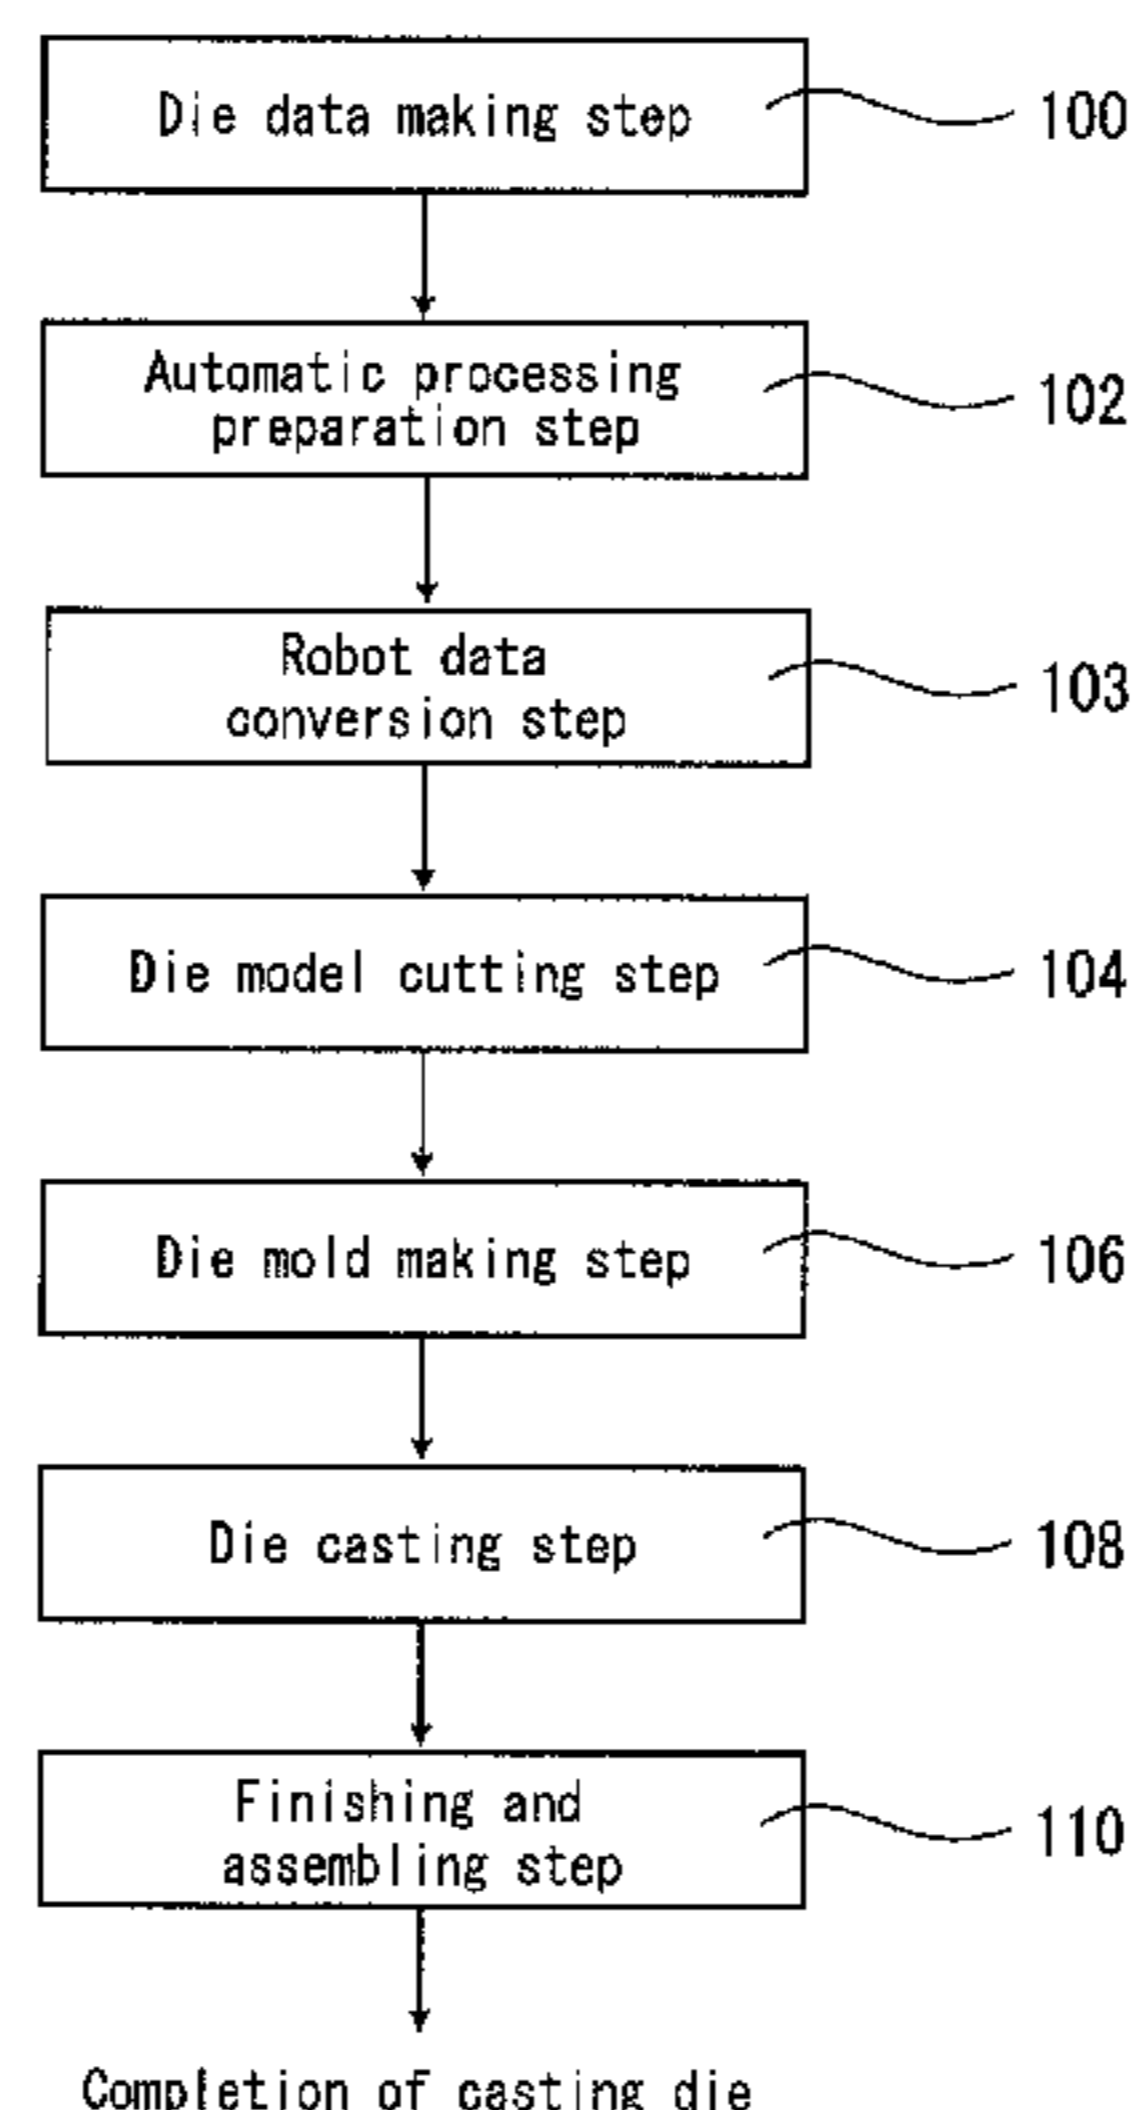 Die data making step
100
Automatic processing
preparation step
102
Robot data
conversion step
103
Die model cutting step
104
Die mold making step
106
Die casting step
108
Finishing and
assembling step
110
Completion of casting die